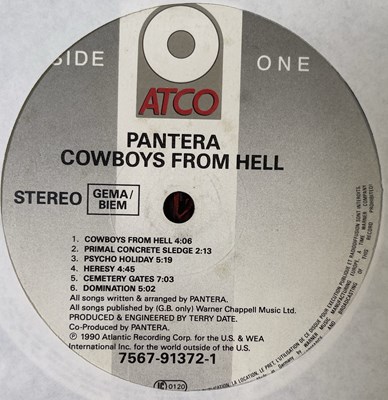 SIDE
ONE
ATCO
PANTERA
COWBOYS FROM HELL
STEREO
GEMA/
BIEM
1. COWBOYS FROM HELL 4:06
2. PRIMAL CONCRETE SLEDGE 2:13
3. PSYCHO HOLIDAY 5:19
4. HERESY 4:45
5. CEMETERY GATES 7:03
6. DOMINATION 5:02
All songs written & arranged by PANTERA.
All songs published by (G.B. only) Warner Chappell Music Ltd.
PRODUCED & ENGINEERED BY TERRY DATE.
Co-Produced by PANTERA.
℗ 1990 Atlantic Recording Corp. for the U.S. & WEA
International Inc. for the world outside of the U.S.
7567-91372-1
LC 0120